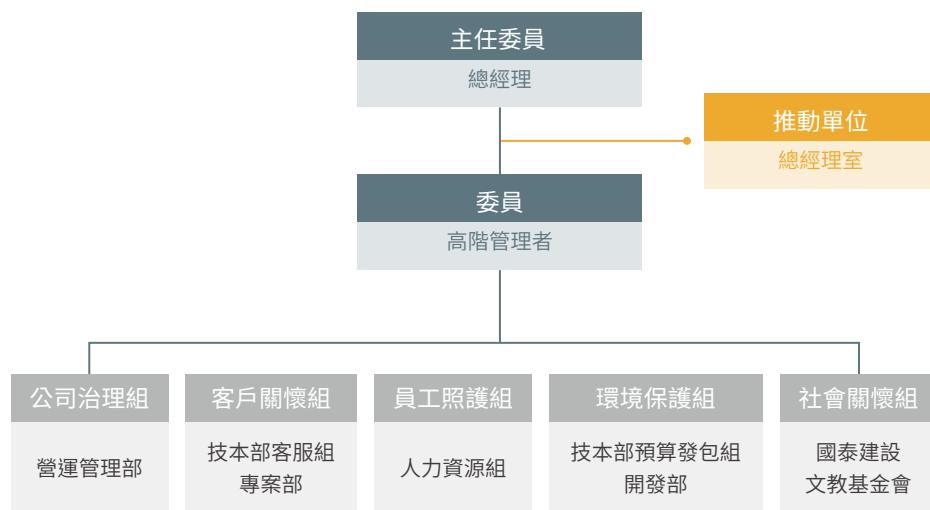 主任委員
總經理
推動單位
總經理室
委員
高階管理者
公司治理組
營運管理部
客戶關懷組
技本部客服組
專案部
員工照護組
人力資源組
環境保護組
技本部預算發包組
開發部
社會關懷組
國泰建設
文教基金會